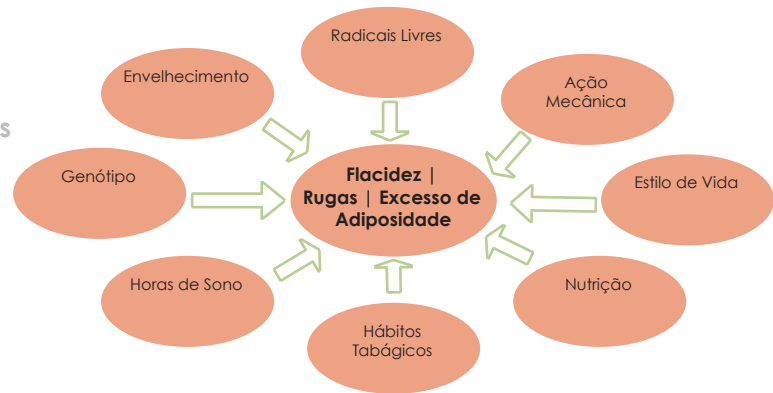 Radicais Livres
Envelhecimento
Ação
Mecânica
s
Genótipo
Flacidez |
Rugas | Excesso de
Adiposidade
Estilo de Vida
Horas de Sono
Nutrição
Hábitos
Tabágicos